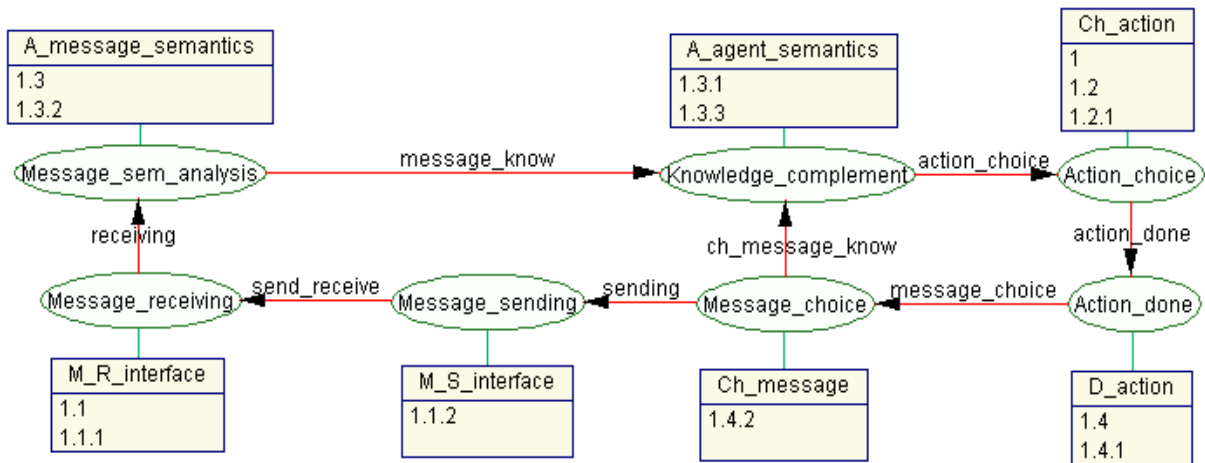 A_message_semantics
1.3
1.3.2
A_agent_semantics
1.3.1
1.3.3
Ch_action
1
1.2
1.2.1
Message_sem_analysis
message_know
Knowledge_complement
action_choice
Action_choice
receiving
ch_message_know
action_done
Message_receiving
send_receive
Message_sending
sending
Message_choice
message_choice
Action_done
M_R_interface
1.1
1.1.1
M_S_interface
1.1.2
Ch_message
1.4.2
D_action
1.4
1.4.1